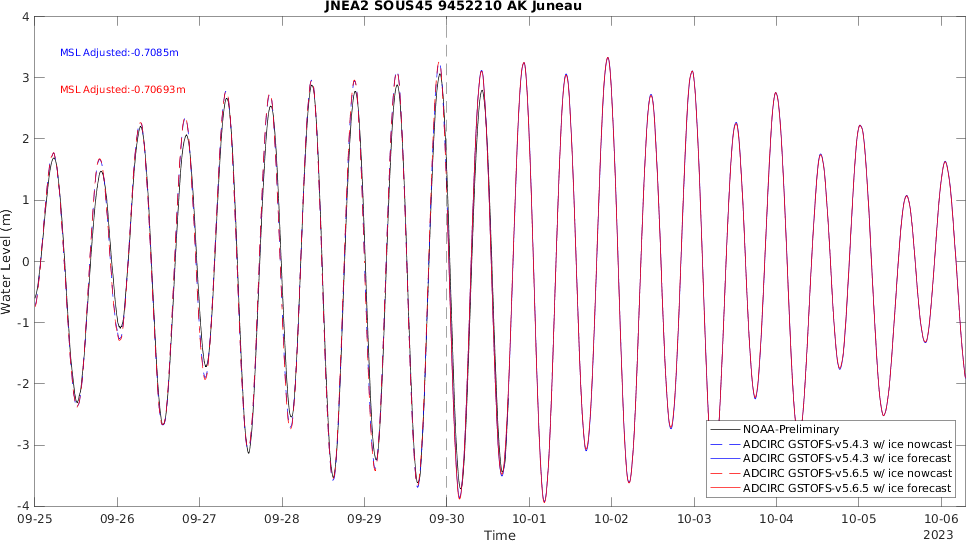 JNEA2 SOUS45 9452210 AK Juneau
MSL Adjusted:-0.7085m
MSL Adjusted:-0.70693m
Water Level (m)
4
3
2
1
0
-1
-2
-3
-4
NOAA-Preliminary
ADCIRC GSTOFS-v5.4.3 w/ ice nowcast
ADCIRC GSTOFS-v5.4.3 w/ ice forecast
ADCIRC GSTOFS-v5.6.5 w/ ice nowcast
ADCIRC GSTOFS-v5.6.5 w/ ice forecast
09-25 09-26 09-27 09-28 09-29 09-30 10-01 10-02 10-03 10-04 10-05 10-06
2023
Time